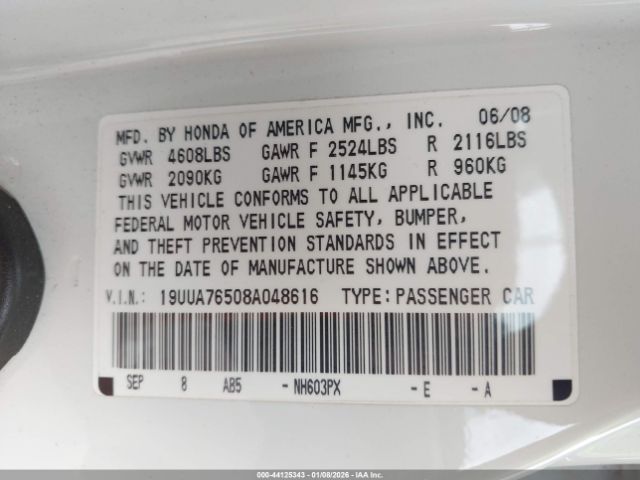 MFD. BY HONDA OF AMERICA MFG., INC. 06/08
GVWR 4608LBS GAWR F 2524LBS R 2116LBS
GVWR 2090KG GAWR F 1145KG R 960KG
THIS VEHICLE CONFORMS TO ALL APPLICABLE
FEDERAL MOTOR VEHICLE SAFETY, BUMPER,
AND THEFT PREVENTION STANDARDS IN EFFECT
ON THE DATE OF MANUFACTURE SHOWN ABOVE.
V.I.N.: 19UUA76508A048616 TYPE: PASSENGER CAR
SEP 8 AB5 -NH603PX -E -A
000-44125343 - 01/08/2026 - IAA Inc.